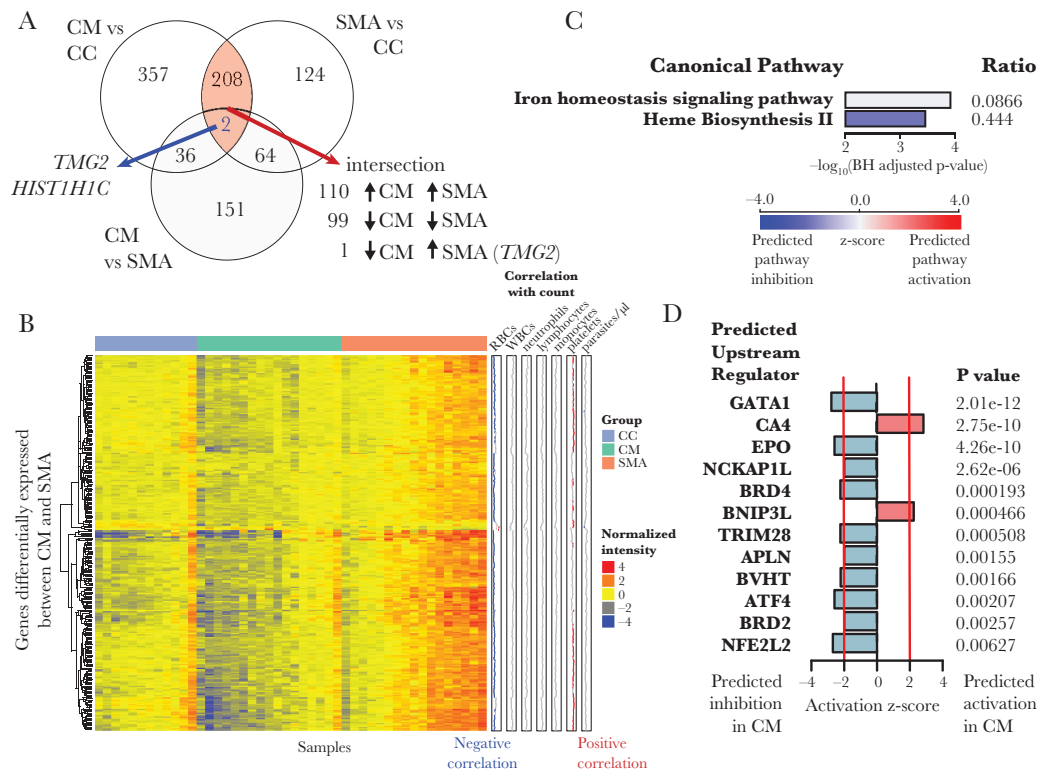 A
CM vs
CC
SMA vs
CC
357
208
124
2
36
64
151
TMG2
HIST1H1C
CM
vs SMA
intersection
110 ↑CM ↑SMA
99 ↓CM ↓SMA
1 ↓CM ↑SMA (TMG2)
C
Canonical Pathway Ratio
Iron homeostasis signaling pathway 0.0866
Heme Biosynthesis II 0.444
2 3 4
–log10(BH adjusted p-value)
–4.0 0.0 4.0
Predicted
pathway
inhibition
z-score
Predicted
pathway
activation
B
Correlation
with count
RBCs
WBCs
neutrophils
lymphocytes
monocytes
platelets
parasites/μl
Genes differentially expressed
between CM and SMA
Group
CC
CM
SMA
Normalized
intensity
4
2
0
–2
–4
Samples
Negative
correlation
Positive
correlation
D
Predicted
Upstream
Regulator
P value
GATA1 2.01e-12
CA4 2.75e-10
EPO 4.26e-10
NCKAP1L 2.62e-06
BRD4 0.000193
BNIP3L 0.000466
TRIM28 0.000508
APLN 0.00155
BVHT 0.00166
ATF4 0.00207
BRD2 0.00257
NFE2L2 0.00627
–4 –2 0 2 4
Activation z-score
Predicted
inhibition
in CM
Predicted
activation
in CM